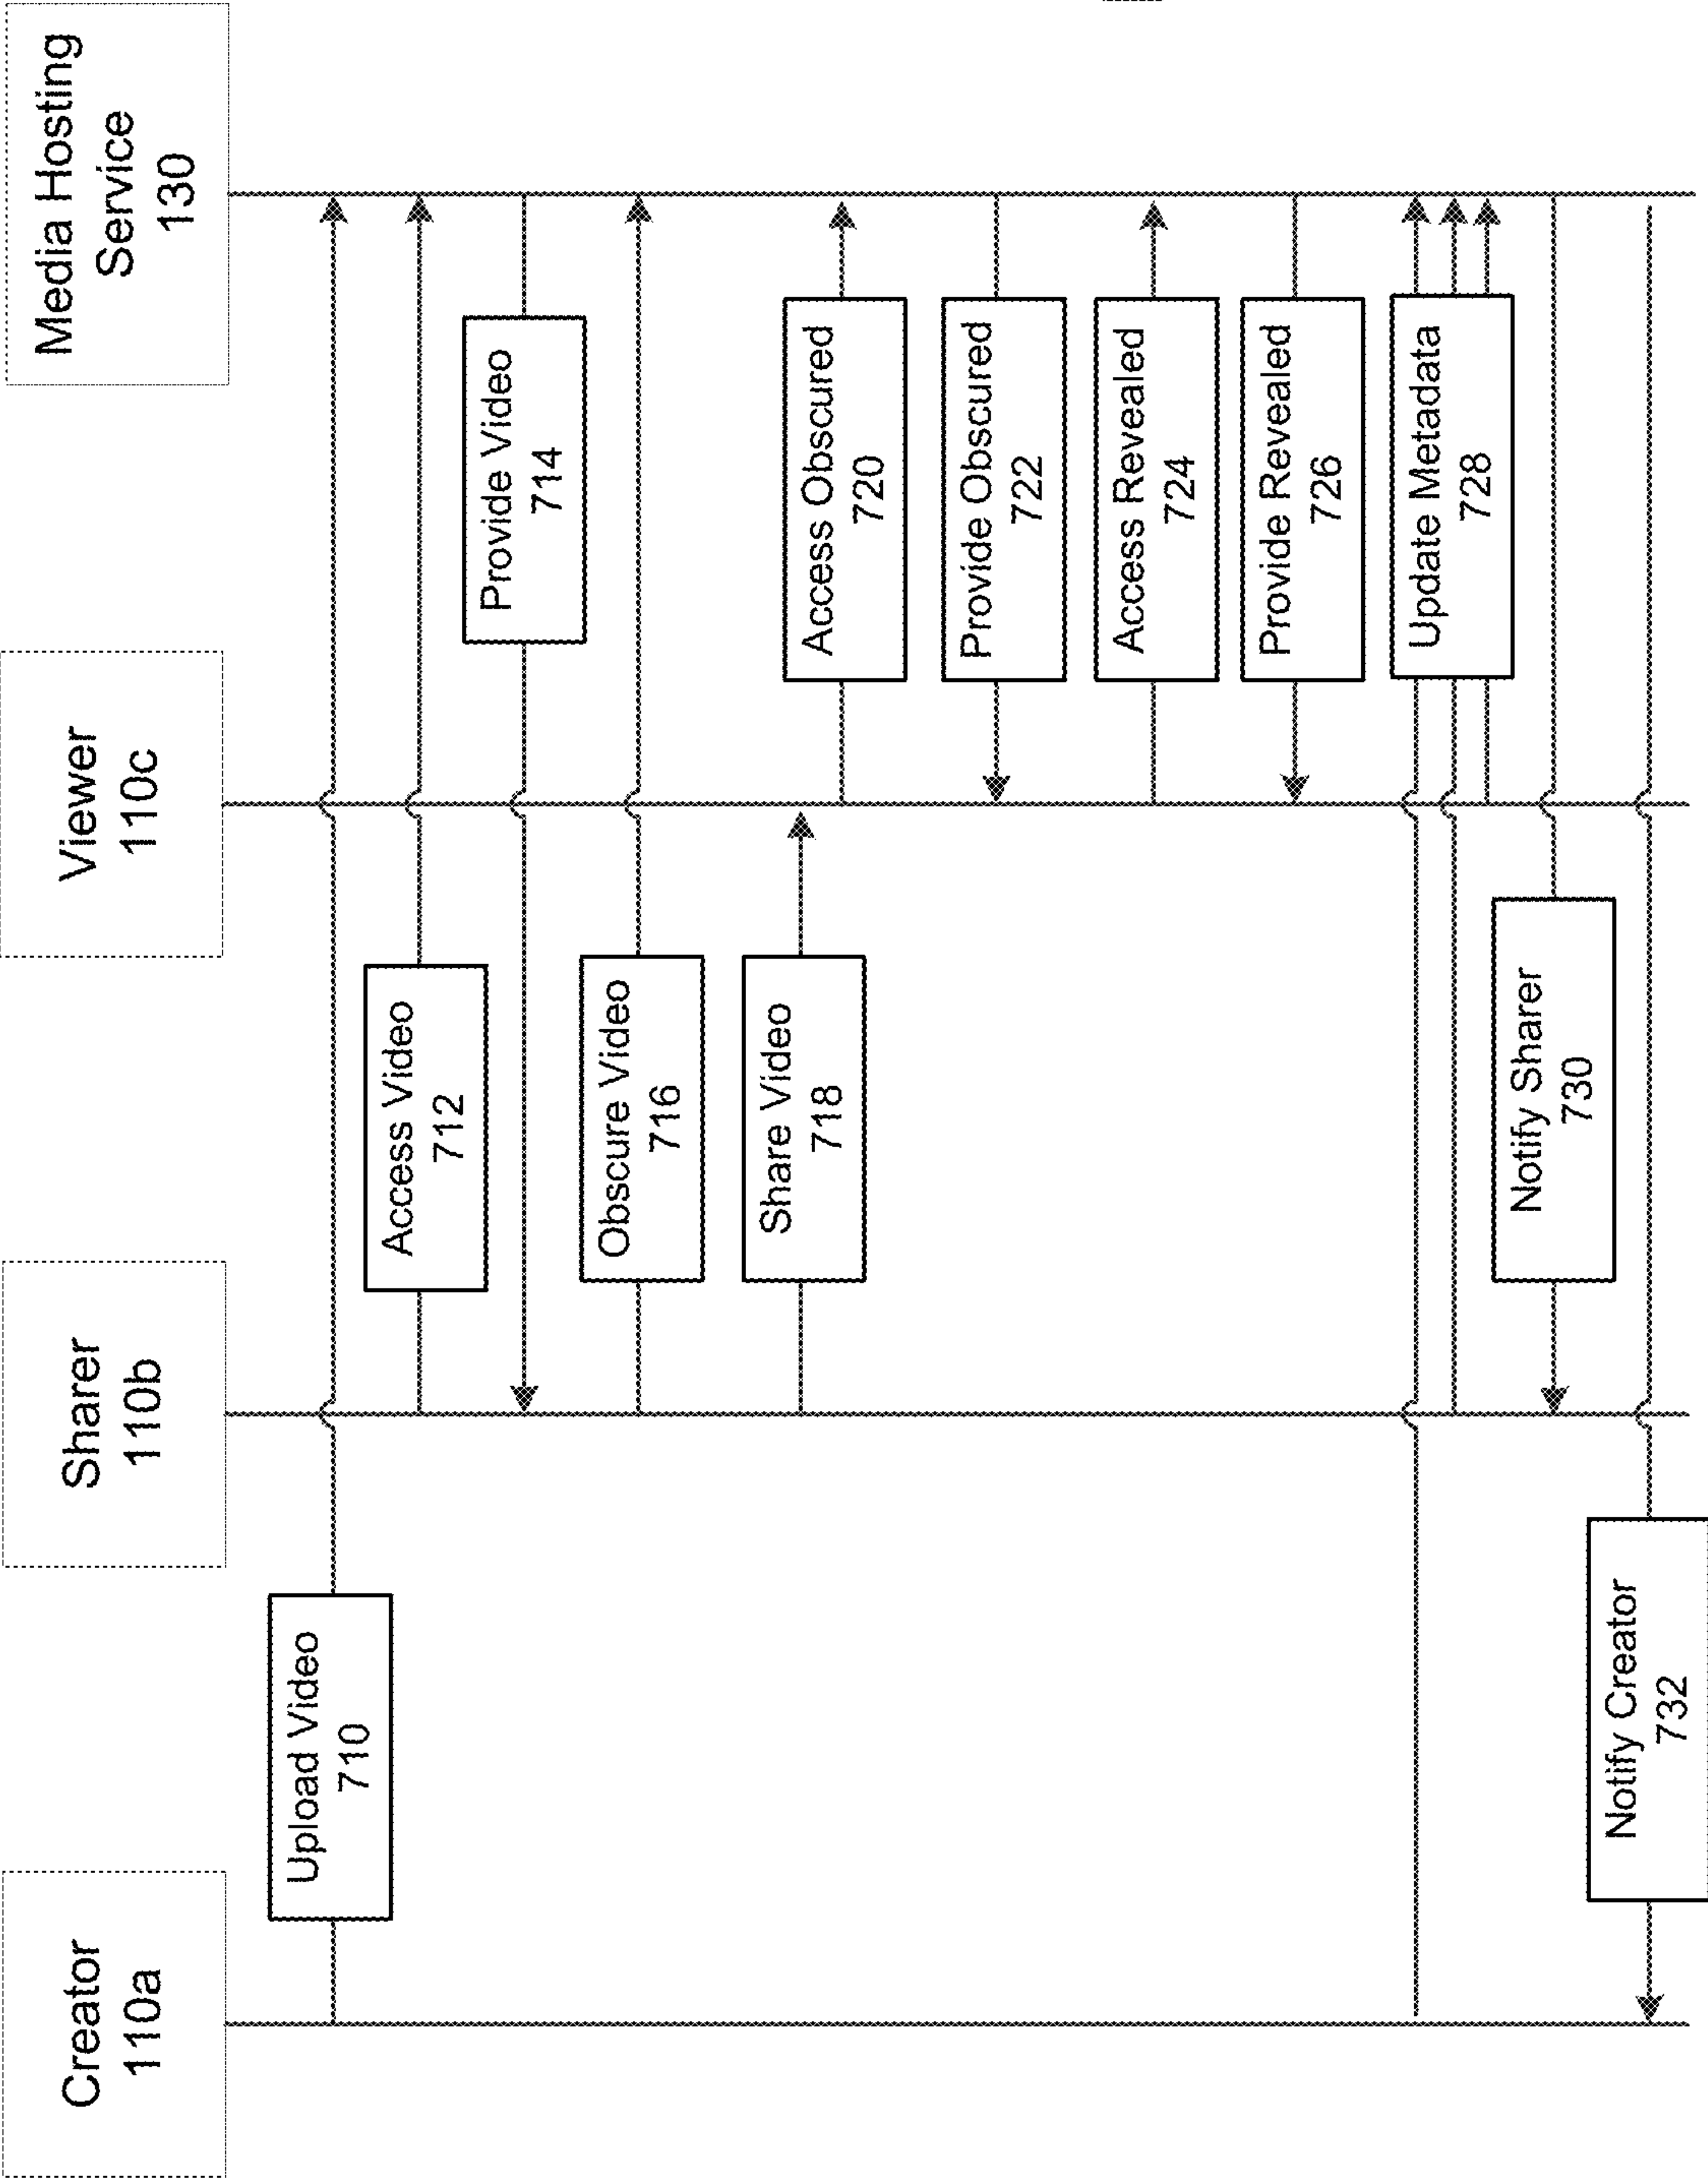 Creator
110a
Sharer
110b
Viewer
110c
Media Hosting
Service
130
Upload Video
710
Access Video
712
Provide Video
714
Obscure Video
716
Share Video
718
Access Obscured
720
Provide Obscured
722
Access Revealed
724
Provide Revealed
726
Update Metadata
728
Notify Sharer
730
Notify Creator
732